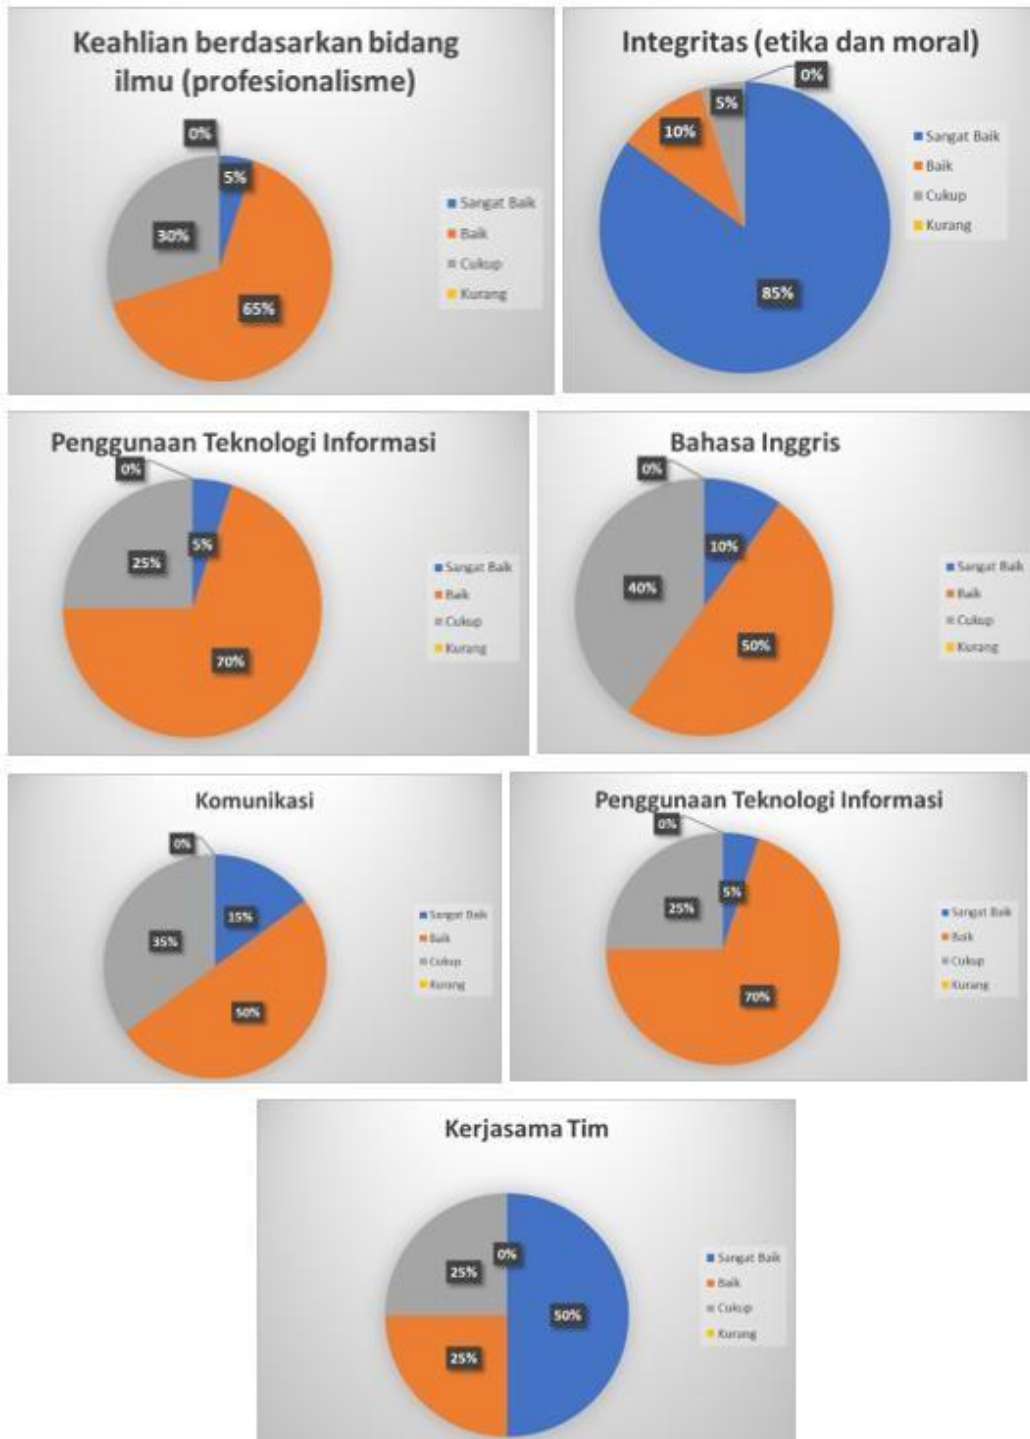 Keahlian berdasarkan bidang
ilmu (profesionalisme)
0%
5%
30%
65%
Sangat Baik
Baik
Cukup
Kurang
Integritas (etika dan moral)
0%
5%
10%
85%
Sangat Baik
Baik
Cukup
Kurang
Penggunaan Teknologi Informasi
0%
5%
25%
70%
Sangat Baik
Baik
Cukup
Kurang
Bahasa Inggris
0%
10%
40%
50%
Sangat Baik
Baik
Cukup
Kurang
Komunikasi
0%
15%
35%
50%
Sangat Baik
Baik
Cukup
Kurang
Penggunaan Teknologi Informasi
0%
5%
25%
70%
Sangat Baik
Baik
Cukup
Kurang
Kerjasama Tim
0%
25%
50%
25%
Sangat Baik
Baik
Cukup
Kurang